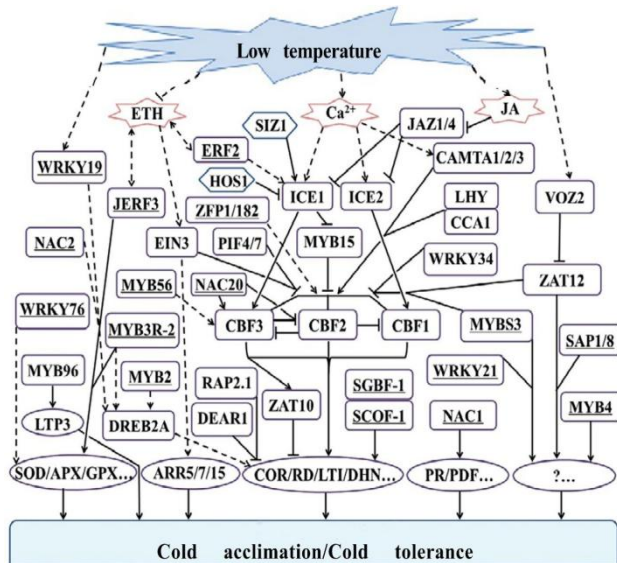 Low temperature
ETH
Ca²⁺
JA
SIZ1
JAZ1/4
ERF2
CAMTA1/2/3
WRKY19
HOS1
ICE1
ICE2
JERF3
LHY
VOZ2
ZFP1/182
CCA1
NAC2
EIN3
PIF4/7
MYB15
WRKY34
ZAT12
MYB56
NAC20
WRKY76
CBF3
CBF2
CBF1
MYBS3
MYB3R-2
SAP1/8
MYB96
MYB2
RAP2.1
SGBF-1
WRKY21
ZAT10
LTP3
DREB2A
DEAR1
SCOF-1
NAC1
MYB4
SOD/APX/GPX...
ARR5/7/15
COR/RD/LTI/DHN...
PR/PDF...
?...
Cold acclimation/Cold tolerance